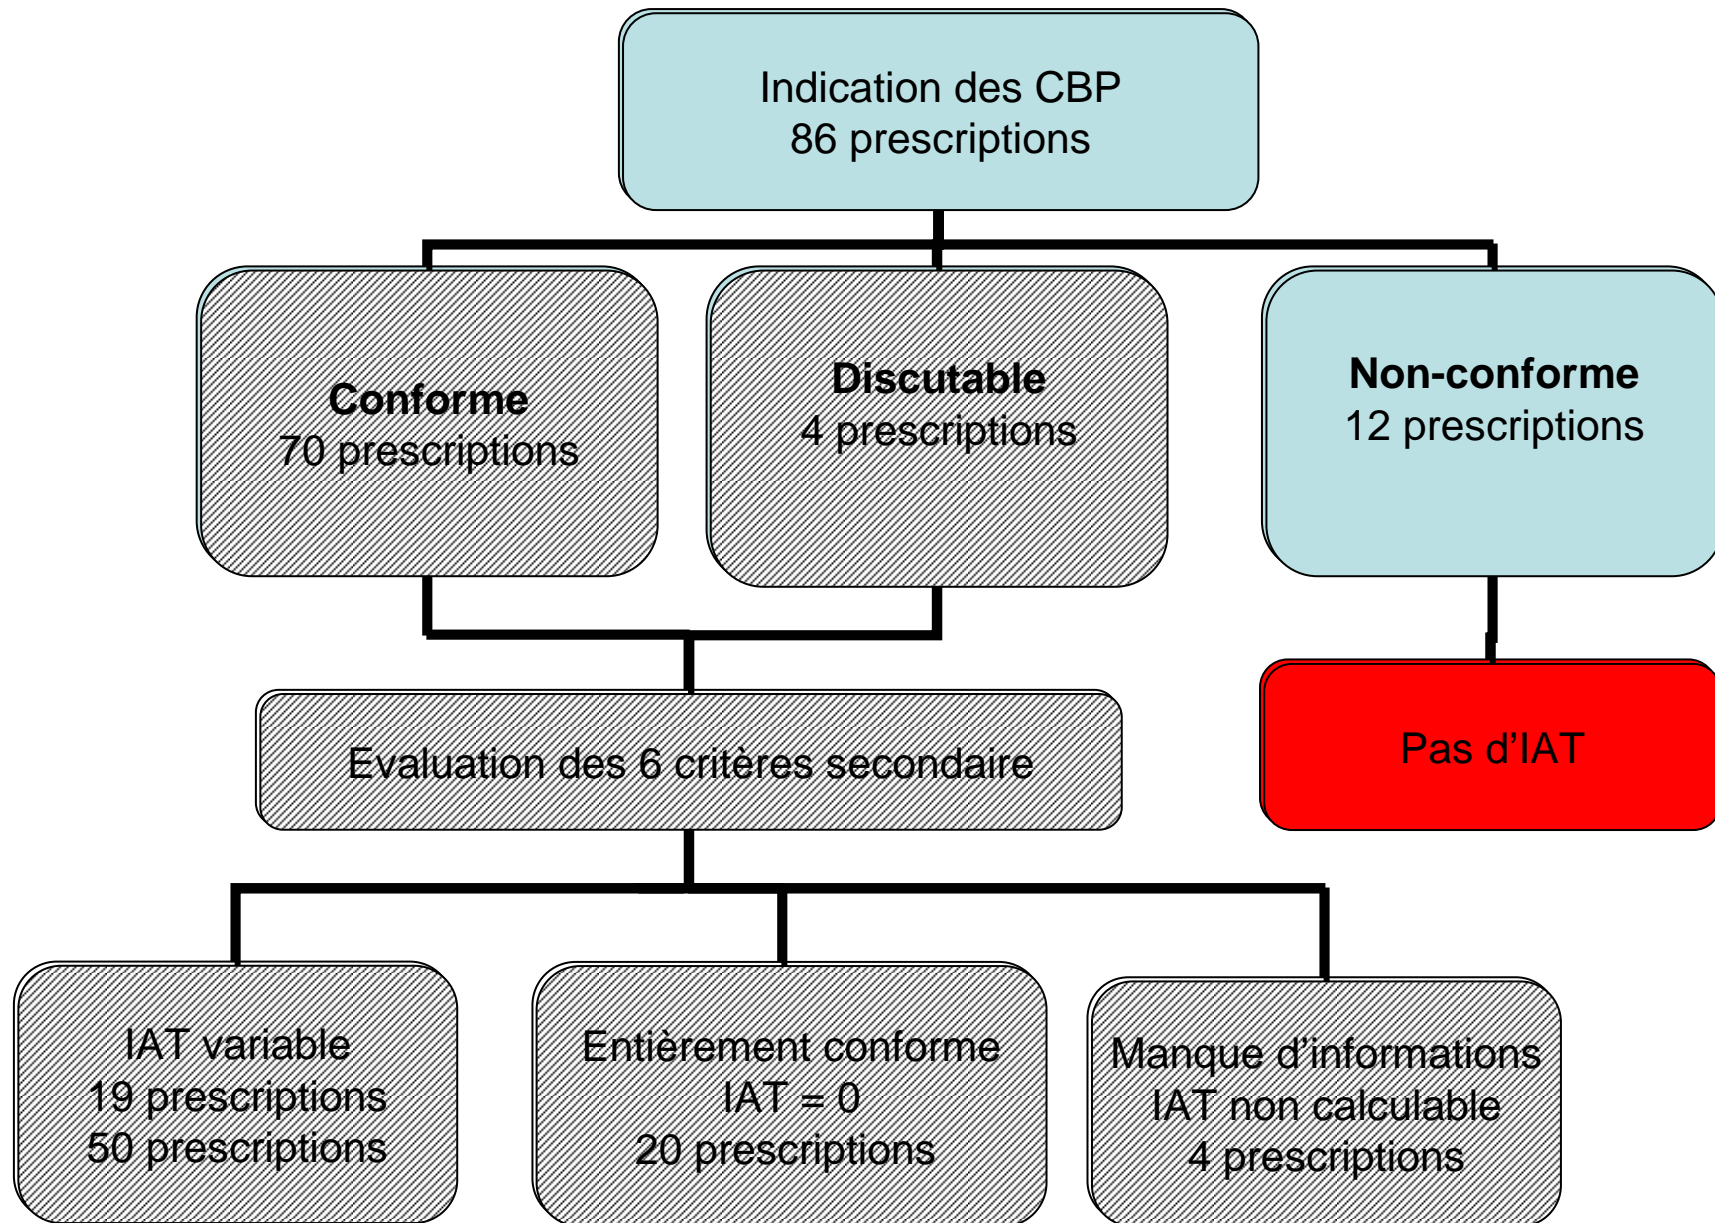 Indication des CBP
86 prescriptions
Conforme
70 prescriptions
Discutable
4 prescriptions
Non-conforme
12 prescriptions
Evaluation des 6 critères secondaire
Pas d'IAT
IAT variable
19 prescriptions
50 prescriptions
Entièrement conforme
IAT = 0
20 prescriptions
Manque d'informations
IAT non calculable
4 prescriptions